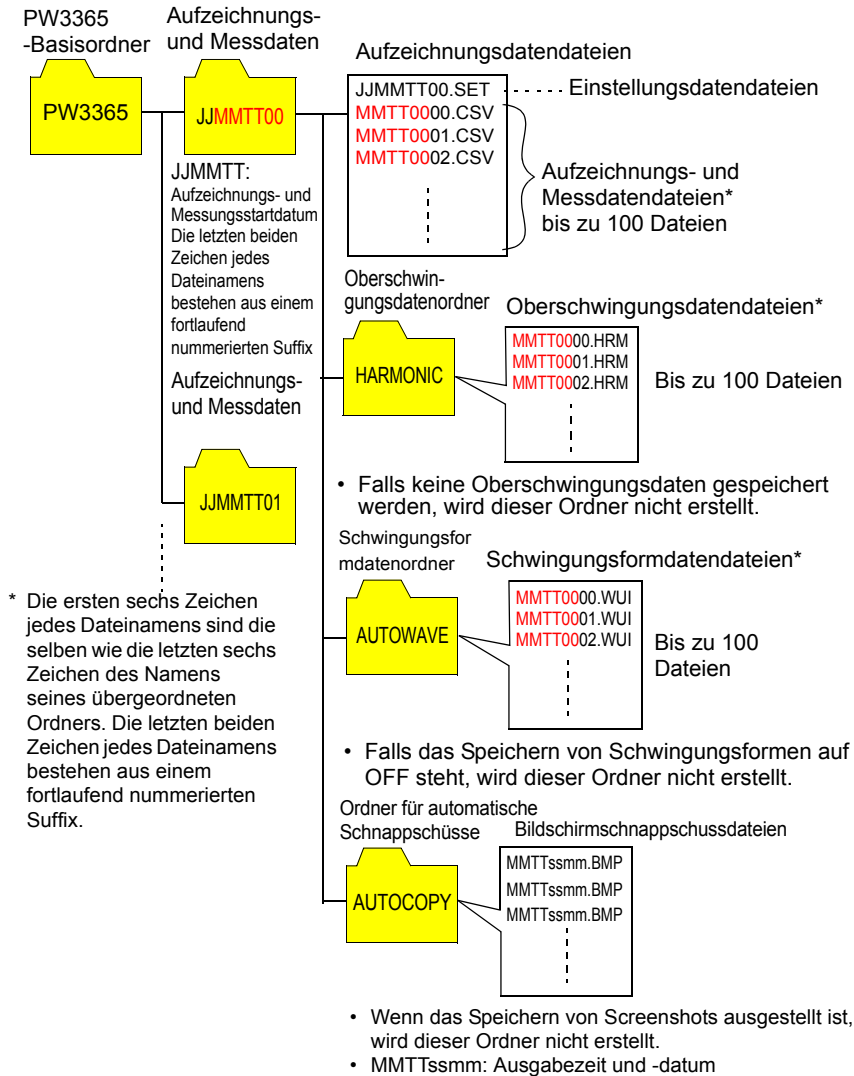 PW3365
-Basisordner
Aufzeichnungs-
und Messdaten
PW3365
JJMMTT00
JJMMTT:
Aufzeichnungs- und
Messungsstartdatum
Die letzten beiden
Zeichen jedes
Dateinamens
bestehen aus einem
fortlaufend
nummerierten Suffix
Aufzeichnungs-
und Messdaten
JJMMTT01
* Die ersten sechs Zeichen
jedes Dateinamens sind die
selben wie die letzten sechs
Zeichen des Namens
seines übergeordneten
Ordners. Die letzten beiden
Zeichen jedes Dateinamens
bestehen aus einem
fortlaufend nummerierten
Suffix.
Aufzeichnungsdatendateien
JJMMTT00.SET
Einstellungsdatendateien
MMTT0000.CSV
MMTT0001.CSV
MMTT0002.CSV
Aufzeichnungs- und
Messdatendateien*
bis zu 100 Dateien
Oberschwin-
gungsdatenordner
HARMONIC
Oberschwingungsdatendateien*
MMTT0000.HRM
MMTT0001.HRM
MMTT0002.HRM
Bis zu 100 Dateien
• Falls keine Oberschwingungsdaten gespeichert
werden, wird dieser Ordner nicht erstellt.
Schwingungsfor
mdatenordner
AUTOWAVE
Schwingungsformdatendateien*
MMTT0000.WUI
MMTT0001.WUI
MMTT0002.WUI
Bis zu 100
Dateien
• Falls das Speichern von Schwingungsformen auf
OFF steht, wird dieser Ordner nicht erstellt.
Ordner für automatische
Schnappschüsse
AUTOCOPY
Bildschirmschnappschussdateien
MMTTssmm.BMP
MMTTssmm.BMP
MMTTssmm.BMP
• Wenn das Speichern von Screenshots ausgestellt ist,
wird dieser Ordner nicht erstellt.
• MMTTssmm: Ausgabezeit und -datum